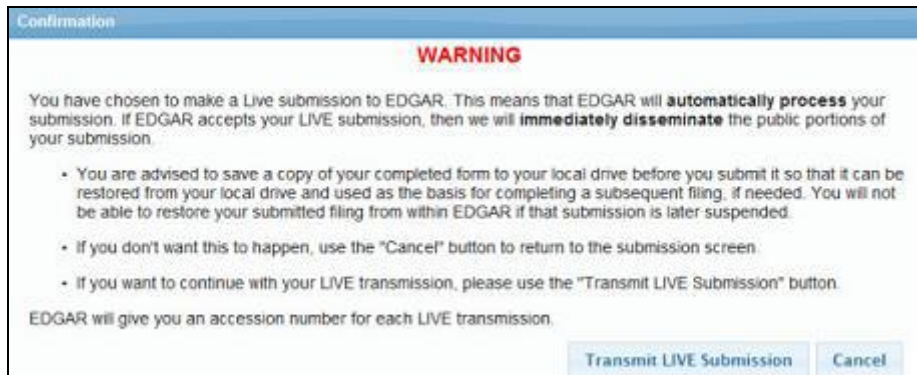 Confirmation
WARNING
You have chosen to make a Live submission to EDGAR. This means that EDGAR will automatically process your
submission. If EDGAR accepts your LIVE submission, then we will immediately disseminate the public portions of
your submission.
• You are advised to save a copy of your completed form to your local drive before you submit it so that it can be
restored from your local drive and used as the basis for completing a subsequent filing, if needed. You will not
be able to restore your submitted filing from within EDGAR if that submission is later suspended.
• If you don't want this to happen, use the "Cancel" button to return to the submission screen.
• If you want to continue with your LIVE transmission, please use the "Transmit LIVE Submission" button.
EDGAR will give you an accession number for each LIVE transmission.
Transmit LIVE Submission Cancel